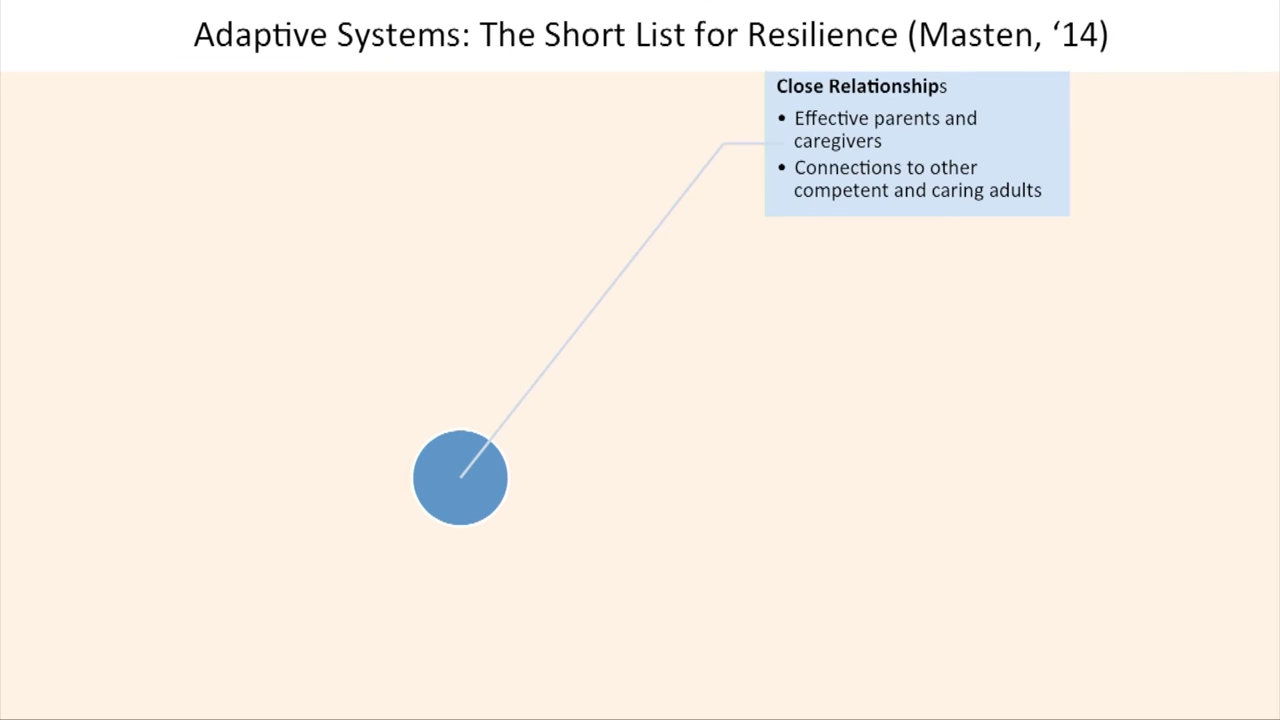 Adaptive Systems: The Short List for Resilience (Masten, ‘14)
Close Relationships
• Effective parents and
caregivers
• Connections to other
competent and caring adults